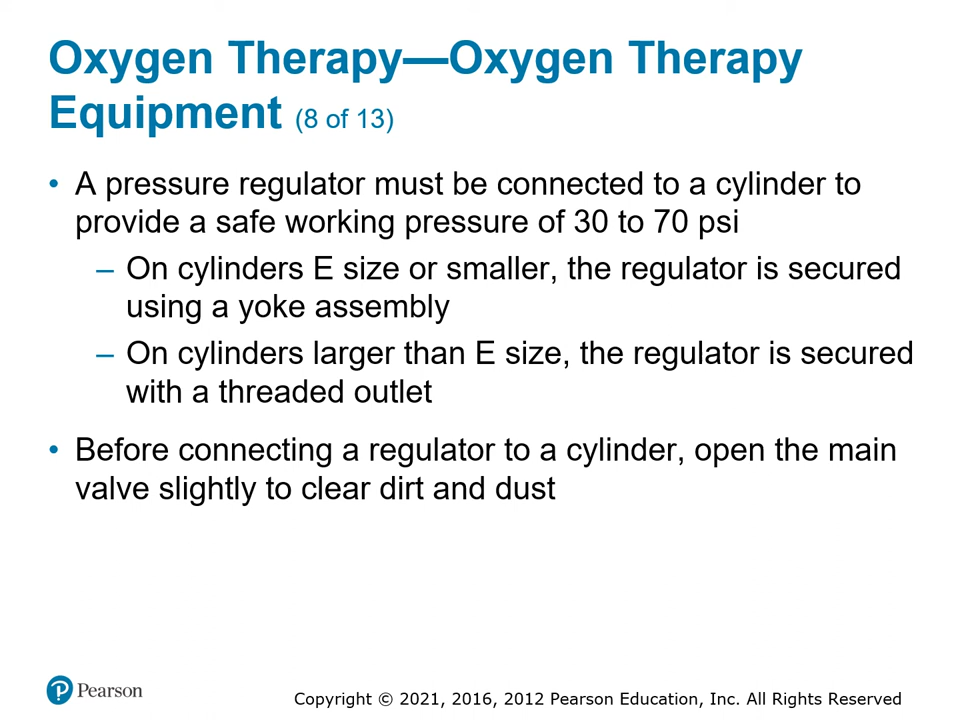 Oxygen Therapy—Oxygen Therapy
Equipment (8 of 13)
• A pressure regulator must be connected to a cylinder to
provide a safe working pressure of 30 to 70 psi
– On cylinders E size or smaller, the regulator is secured
using a yoke assembly
– On cylinders larger than E size, the regulator is secured
with a threaded outlet
• Before connecting a regulator to a cylinder, open the main
valve slightly to clear dirt and dust
P Pearson
Copyright © 2021, 2016, 2012 Pearson Education, Inc. All Rights Reserved